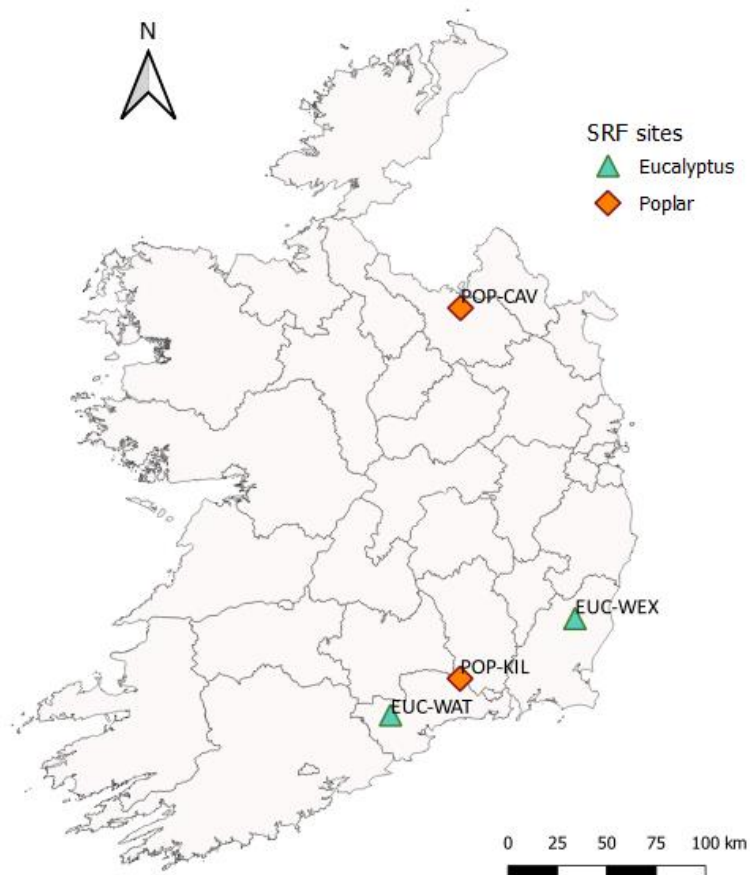 N
SRF sites
Eucalyptus
Poplar
POP-CAV
EUC-WEX
POP-KIL
EUC-WAT
0 25 50 75 100 km